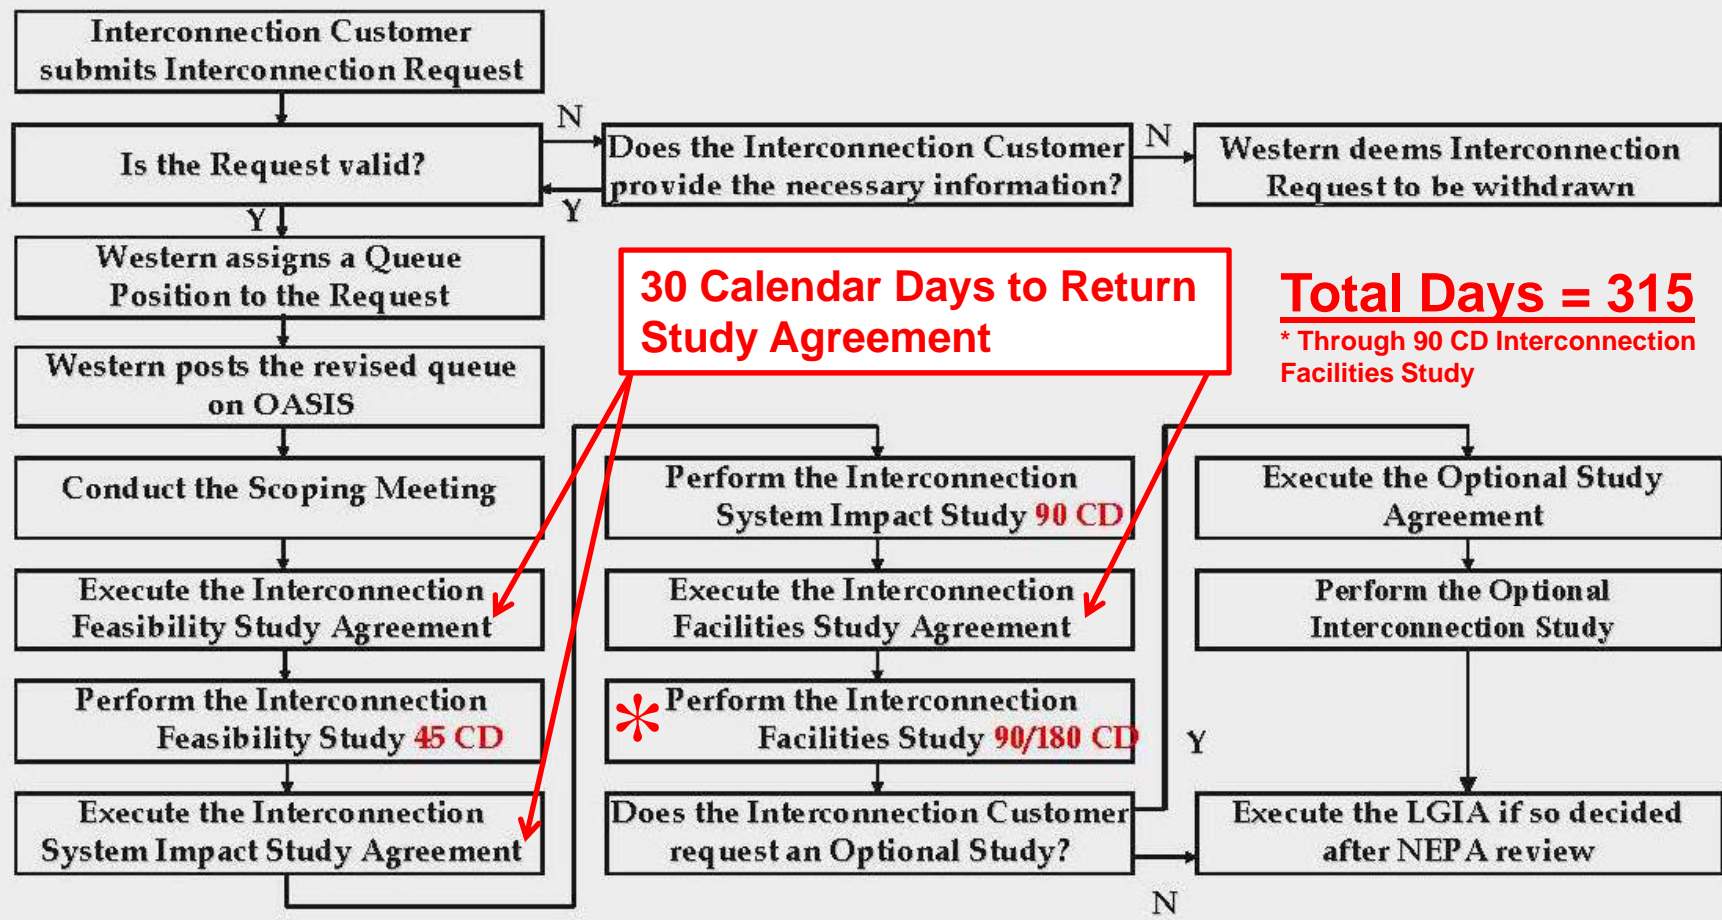 Interconnection Customer
submits Interconnection Request
Is the Request valid?
N
Y
Y
Does the Interconnection Customer
provide the necessary information?
N
Western deems Interconnection
Request to be withdrawn
Western assigns a Queue
Position to the Request
Western posts the revised queue
on OASIS
Conduct the Scoping Meeting
Execute the Interconnection
Feasibility Study Agreement
Perform the Interconnection
Feasibility Study 45 CD
Execute the Interconnection
System Impact Study Agreement
30 Calendar Days to Return
Study Agreement
Total Days = 315
* Through 90 CD Interconnection
Facilities Study
Perform the Interconnection
System Impact Study 90 CD
Execute the Interconnection
Facilities Study Agreement
* Perform the Interconnection
Facilities Study 90/180 CD
Does the Interconnection Customer
request an Optional Study?
Y
N
Execute the Optional Study
Agreement
Perform the Optional
Interconnection Study
Execute the LGIA if so decided
after NEPA review